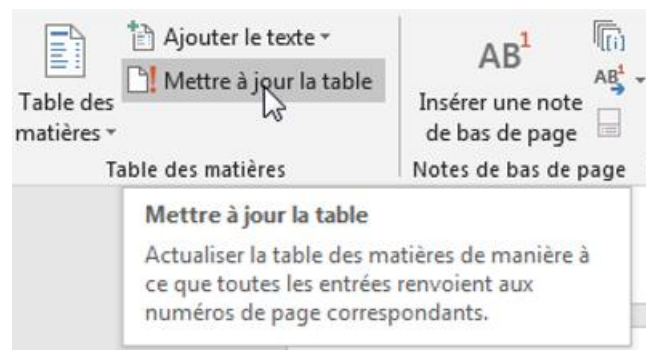 Ajouter le texte
Mettre à jour la table
Table des
matières
Table des matières
AB1
[i]
AB1
Insérer une note
de bas de page
Notes de bas de page
Mettre à jour la table
Actualiser la table des matières de manière à
ce que toutes les entrées renvoient aux
numéros de page correspondants.